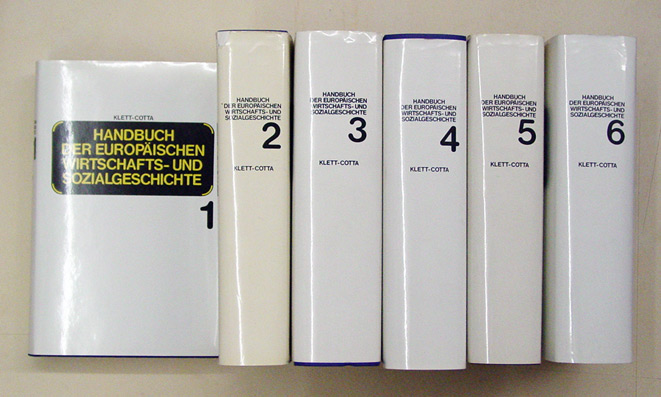 KLETT-COTTA
HANDBUCH
DER EUROPÄISCHEN
WIRTSCHAFTS- UND
SOZIALGESCHICHTE
1
HANDBUCH
DER EUROPÄISCHEN
WIRTSCHAFTS- UND
SOZIALGESCHICHTE
2
KLETT-COTTA
HANDBUCH
DER EUROPÄISCHEN
WIRTSCHAFTS- UND
SOZIALGESCHICHTE
3
KLETT-COTTA
HANDBUCH
DER EUROPÄISCHEN
WIRTSCHAFTS- UND
SOZIALGESCHICHTE
4
KLETT-COTTA
HANDBUCH
DER EUROPÄISCHEN
WIRTSCHAFTS- UND
SOZIALGESCHICHTE
5
KLETT-COTTA
HANDBUCH
DER EUROPÄISCHEN
WIRTSCHAFTS- UND
SOZIALGESCHICHTE
6
KLETT-COTTA